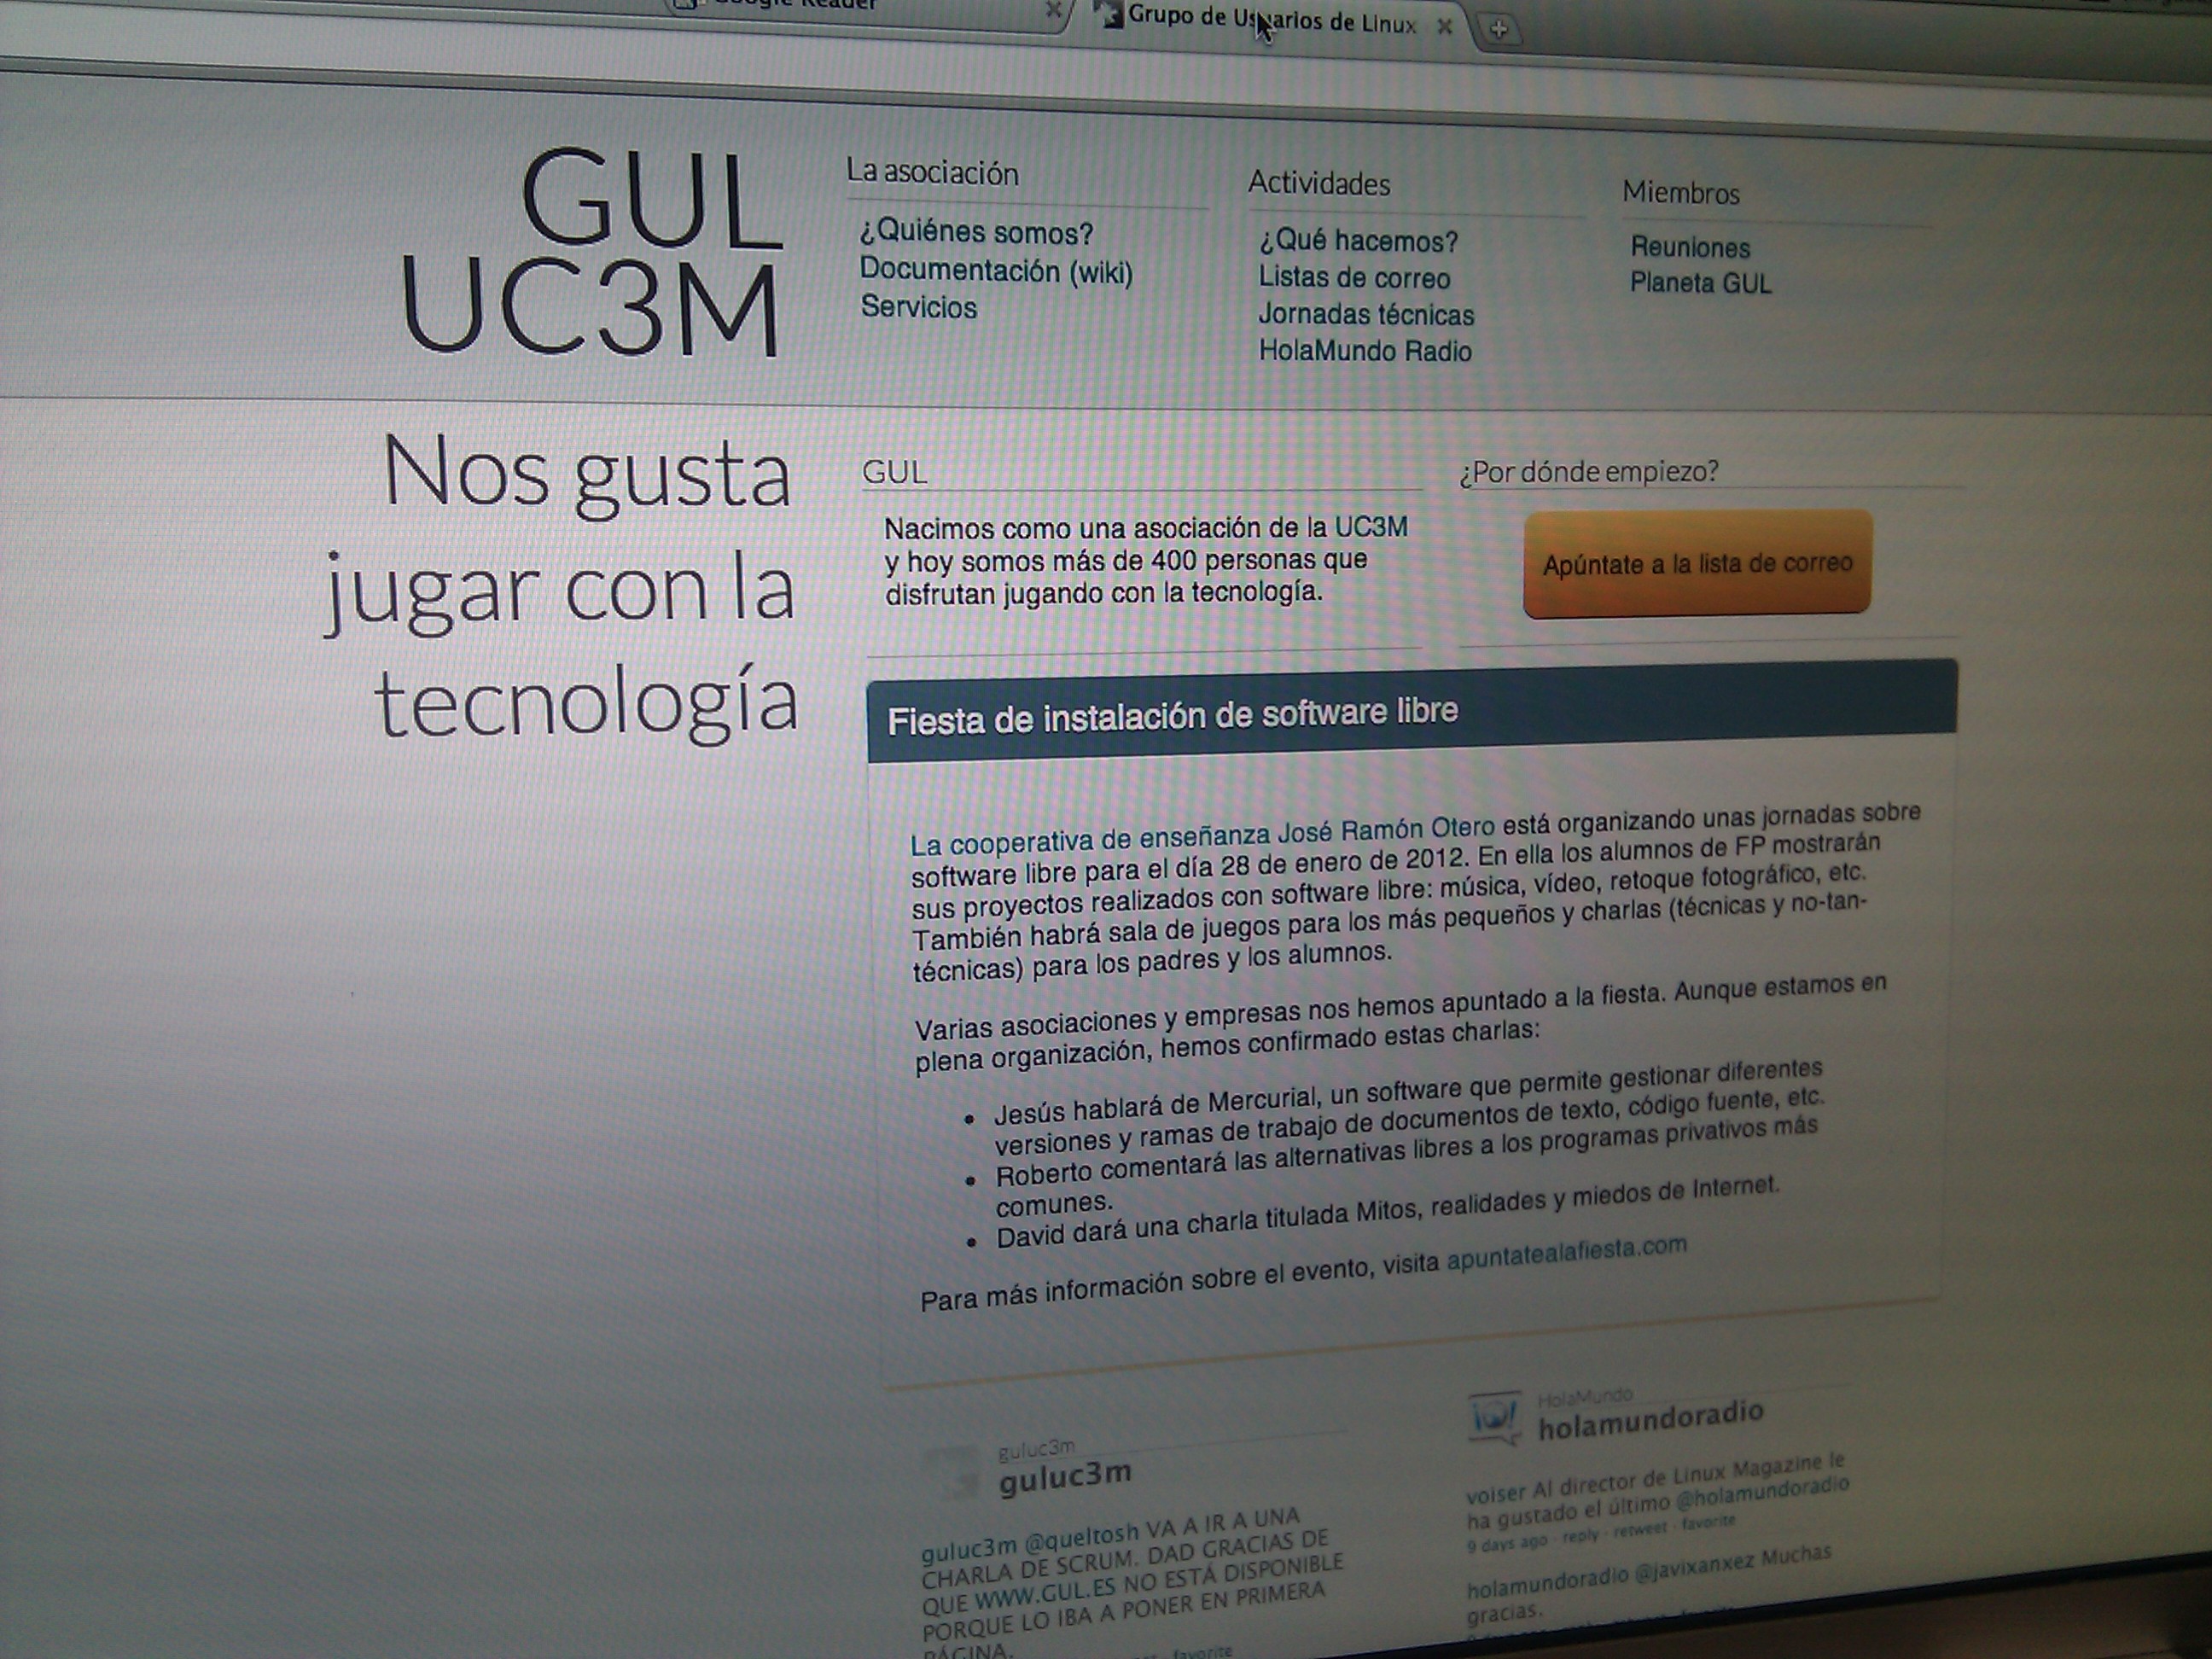 Google Reader
Grupo de Usuarios de Linux
GUL
UC3M
La asociación
¿Quiénes somos?
Documentación (wiki)
Servicios
Actividades
¿Qué hacemos?
Listas de correo
Jornadas técnicas
HolaMundo Radio
Miembros
Reuniones
Planeta GUL
Nos gusta
jugar con la
tecnología
GUL
Nacimos como una asociación de la UC3M
y hoy somos más de 400 personas que
disfrutan jugando con la tecnología.
¿Por dónde empiezo?
Apúntate a la lista de correo
Fiesta de instalación de software libre
La cooperativa de enseñanza José Ramón Otero está organizando unas jornadas sobre
software libre para el día 28 de enero de 2012. En ella los alumnos de FP mostrarán
sus proyectos realizados con software libre: música, vídeo, retoque fotográfico, etc.
También habrá sala de juegos para los más pequeños y charlas (técnicas y no-tan-
técnicas) para los padres y los alumnos.
Varias asociaciones y empresas nos hemos apuntado a la fiesta. Aunque estamos en
plena organización, hemos confirmado estas charlas:
• Jesús hablará de Mercurial, un software que permite gestionar diferentes
versiones y ramas de trabajo de documentos de texto, código fuente, etc.
• Roberto comentará las alternativas libres a los programas privativos más
comunes.
• David dará una charla titulada Mitos, realidades y miedos de Internet.
Para más información sobre el evento, visita apuntatealafiesta.com
guluc3m
guluc3m
guluc3m @queltosh VA A IR A UNA
CHARLA DE SCRUM. DAD GRACIAS DE
QUE WWW.GUL.ES NO ESTÁ DISPONIBLE
PORQUE LO IBA A PONER EN PRIMERA
PÁGINA.
favorite
HolaMundo
holamundoradio
voiser Al director de Linux Magazine le
ha gustado el último @holamundoradio
9 days ago · reply · retweet · favorite
holamundoradio @javixanxez Muchas
gracias.